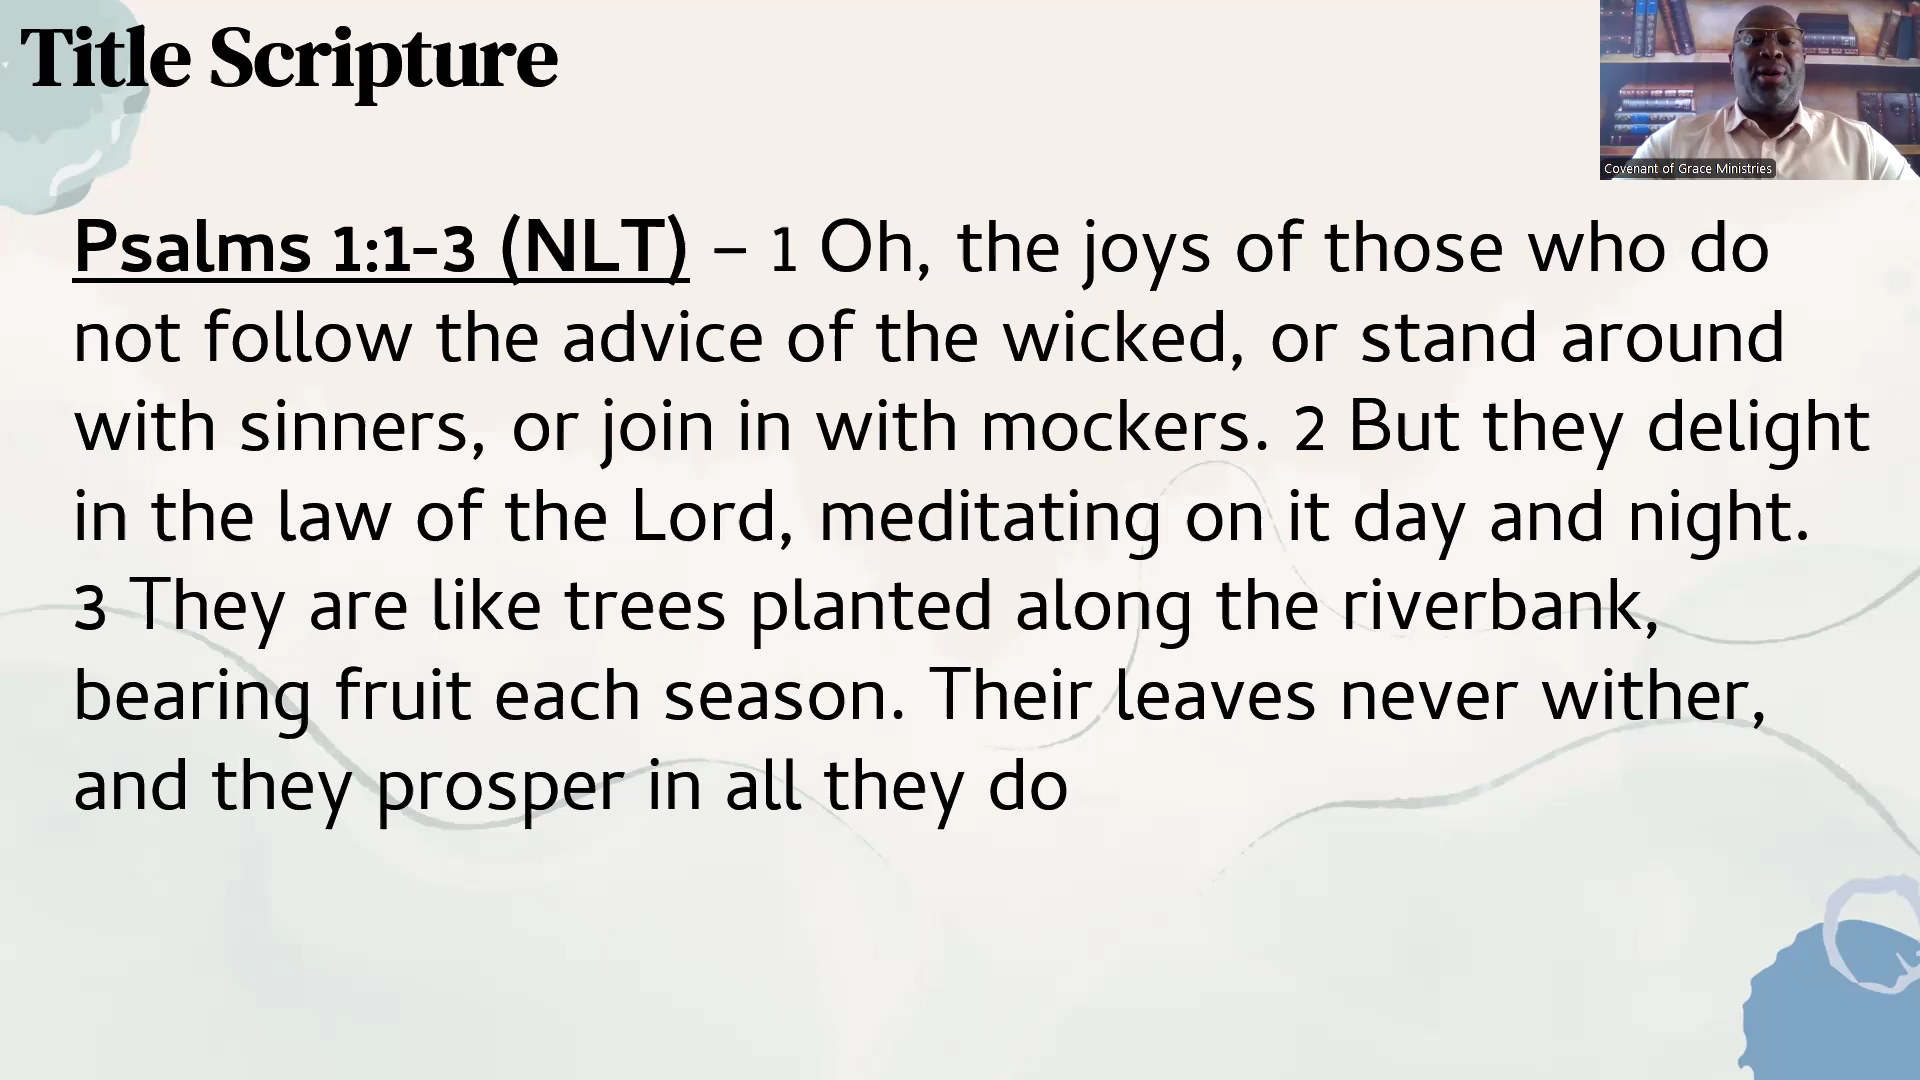 Title Scripture
Covenant of Grace Ministries
Psalms 1:1-3 (NLT) – 1 Oh, the joys of those who do
not follow the advice of the wicked, or stand around
with sinners, or join in with mockers. 2 But they delight
in the law of the Lord, meditating on it day and night.
3 They are like trees planted along the riverbank,
bearing fruit each season. Their leaves never wither,
and they prosper in all they do